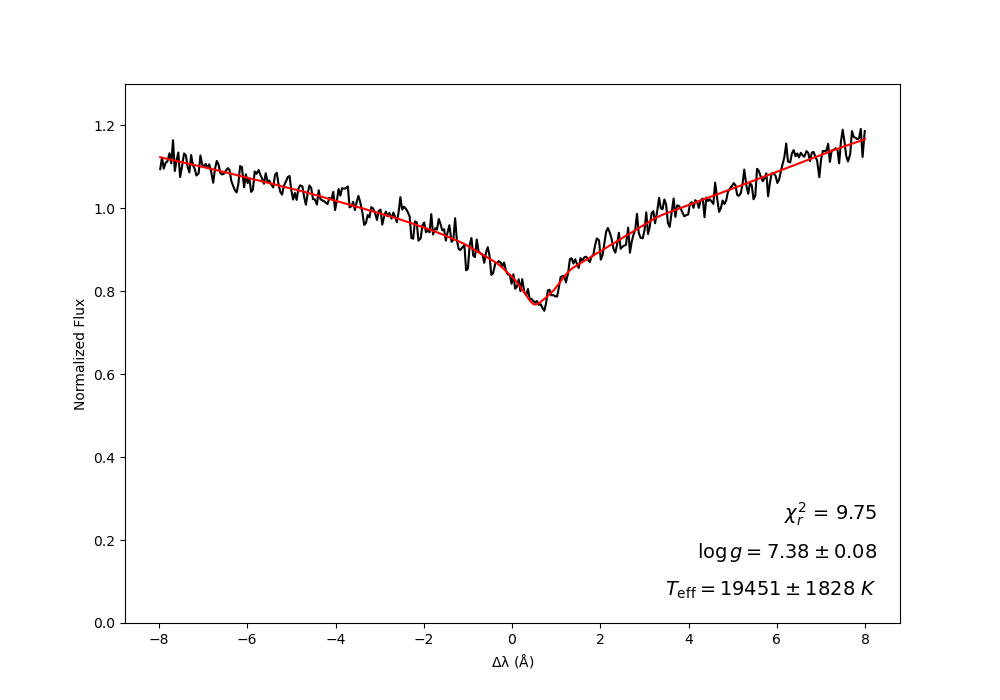 1.2
1.0
0.8
0.6
0.4
0.2
0.0
Normalized Flux
χ²ᵣ = 9.75
log g = 7.38 ± 0.08
T_eff = 19451 ± 1828 K
−8 −6 −4 −2 0 2 4 6 8
Δλ (Å)